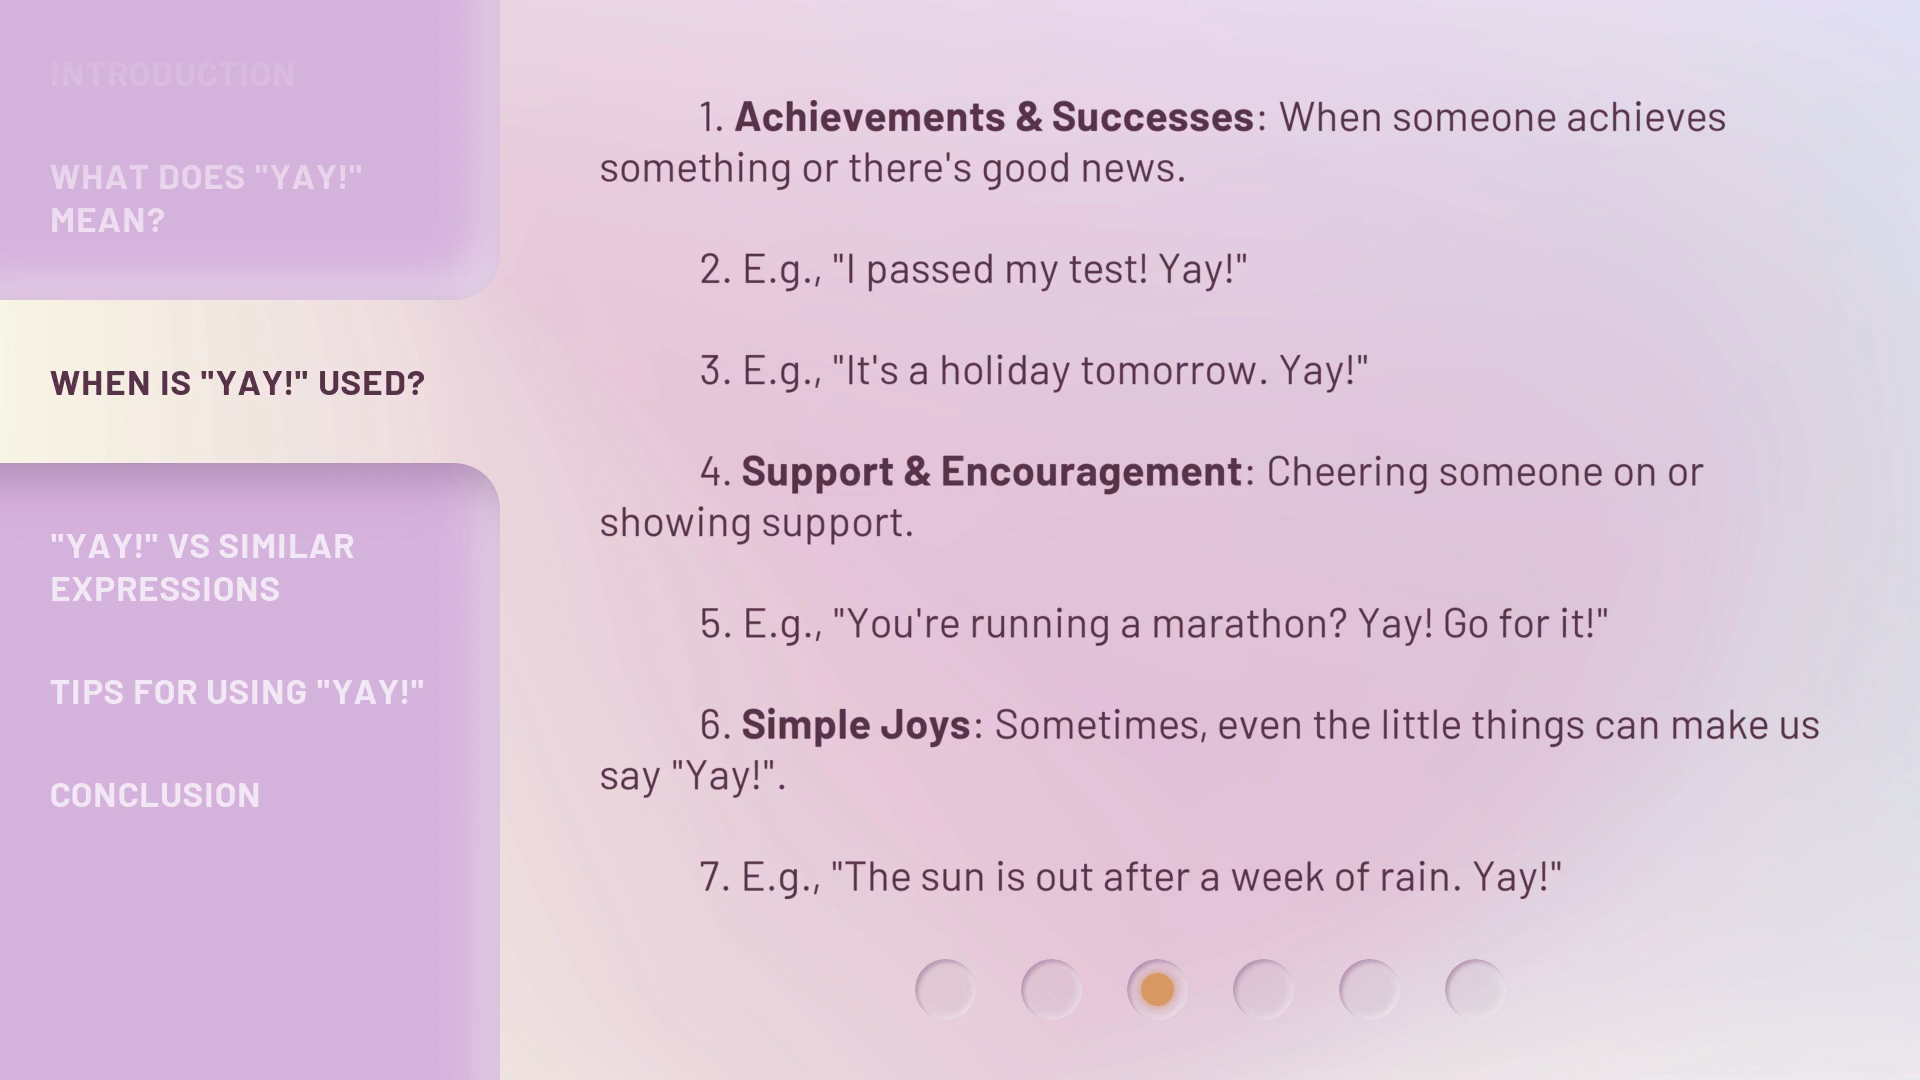 INTRODUCTION
WHAT DOES "YAY!"
MEAN?
WHEN IS "YAY!" USED?
"YAY!" VS SIMILAR
EXPRESSIONS
TIPS FOR USING "YAY!"
CONCLUSION
1. Achievements & Successes: When someone achieves
something or there's good news.
2. E.g., "I passed my test! Yay!"
3. E.g., "It's a holiday tomorrow. Yay!"
4. Support & Encouragement: Cheering someone on or
showing support.
5. E.g., "You're running a marathon? Yay! Go for it!"
6. Simple Joys: Sometimes, even the little things can make us
say "Yay!".
7. E.g., "The sun is out after a week of rain. Yay!"